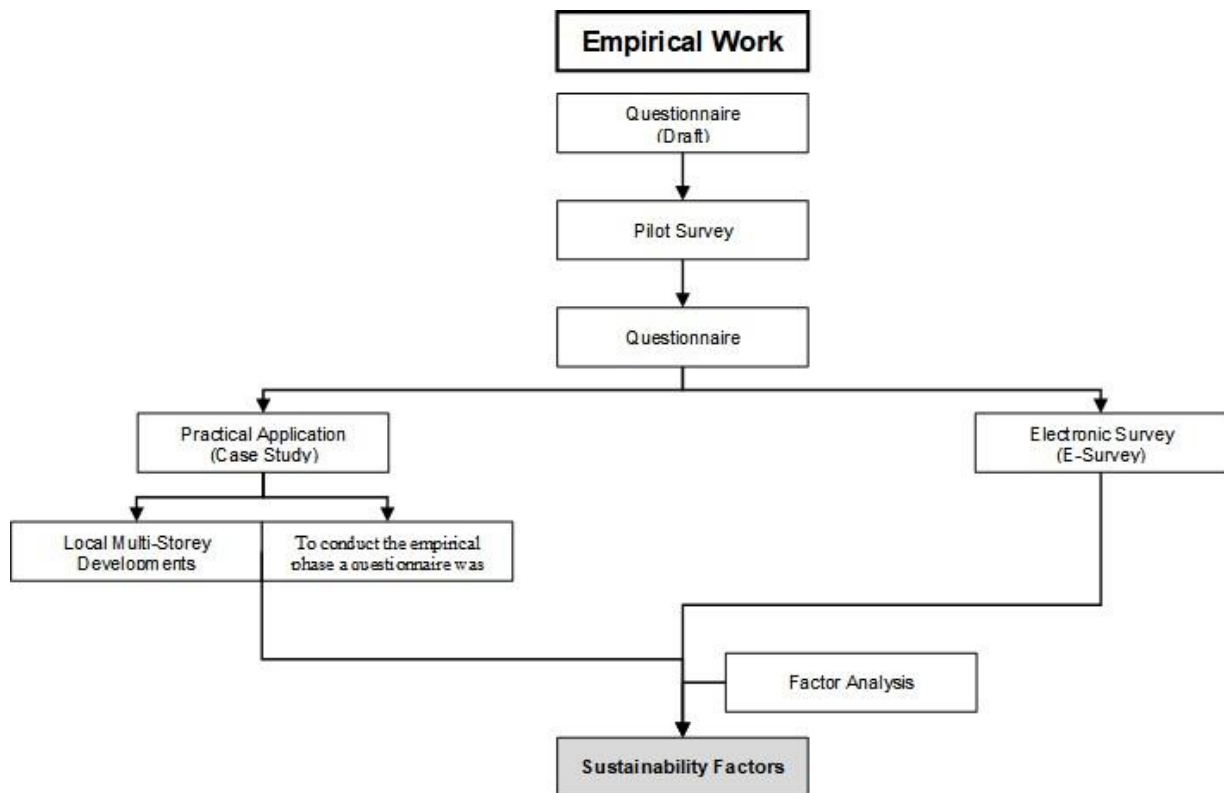 Empirical Work
Questionnaire
(Draft)
Pilot Survey
Questionnaire
Practical Application
(Case Study)
Electronic Survey
(E-Survey)
Local Multi-Storey
Developments
To conduct the empirical
phase a questionnaire was
Factor Analysis
Sustainability Factors